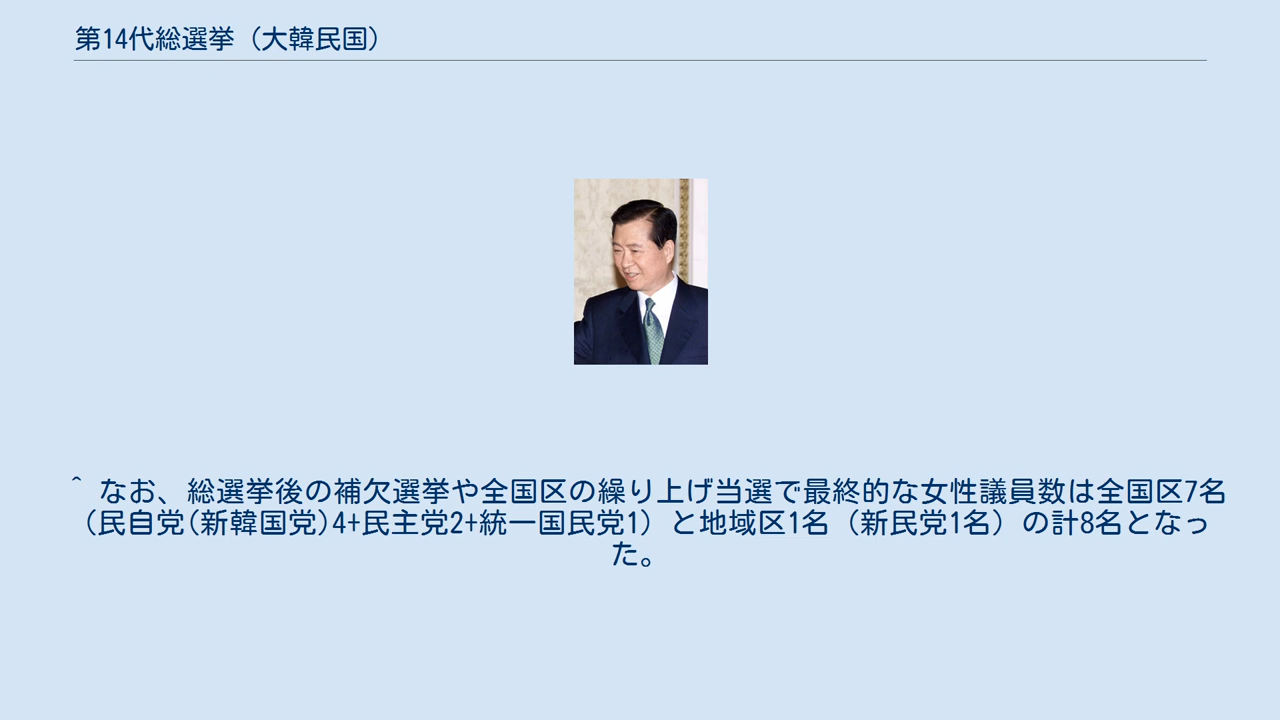 第14代総選挙（大韓民国）
^ なお、総選挙後の補欠選挙や全国区の繰り上げ当選で最終的な女性議員数は全国区7名
（民自党(新韓国党)4+民主党2+統一国民党1）と地域区1名（新民党1名）の計8名となっ
た。